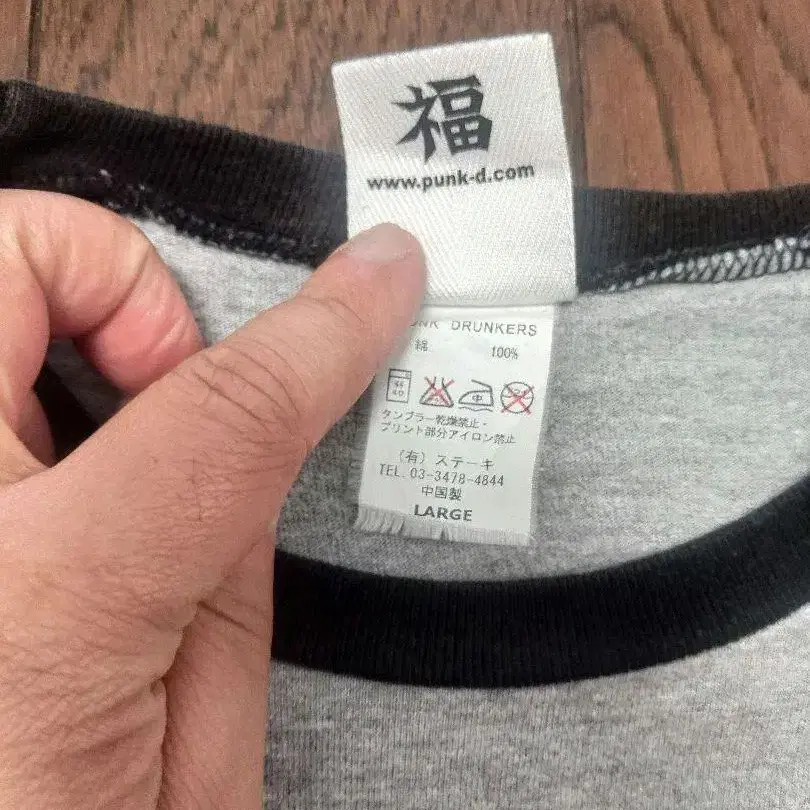 福
www.punk-d.com
DRUNKERS
綿 100%
中
タンブラー乾燥禁止・
プリント部分アイロン禁止
(有)ステーキ
TEL.03-3478-4844
中国製
LARGE